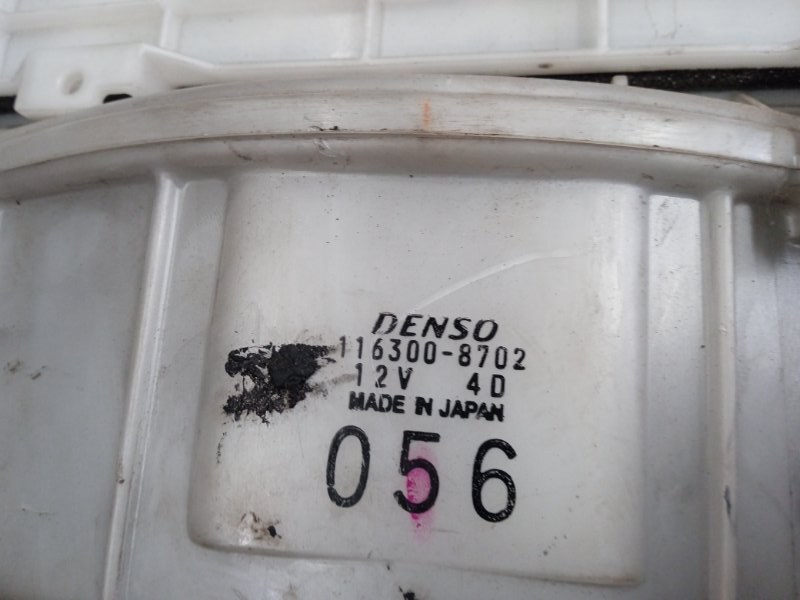 DENSO
116300-8702
12V 4D
MADE IN JAPAN
056